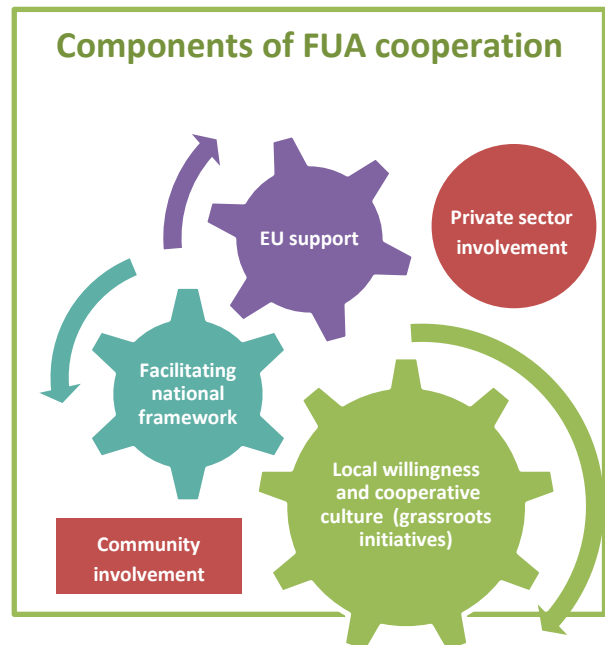 Components of FUA cooperation
EU support
Private sector
involvement
Facilitating
national
framework
Local willingness
and cooperative
culture (grassroots
initiatives)
Community
involvement